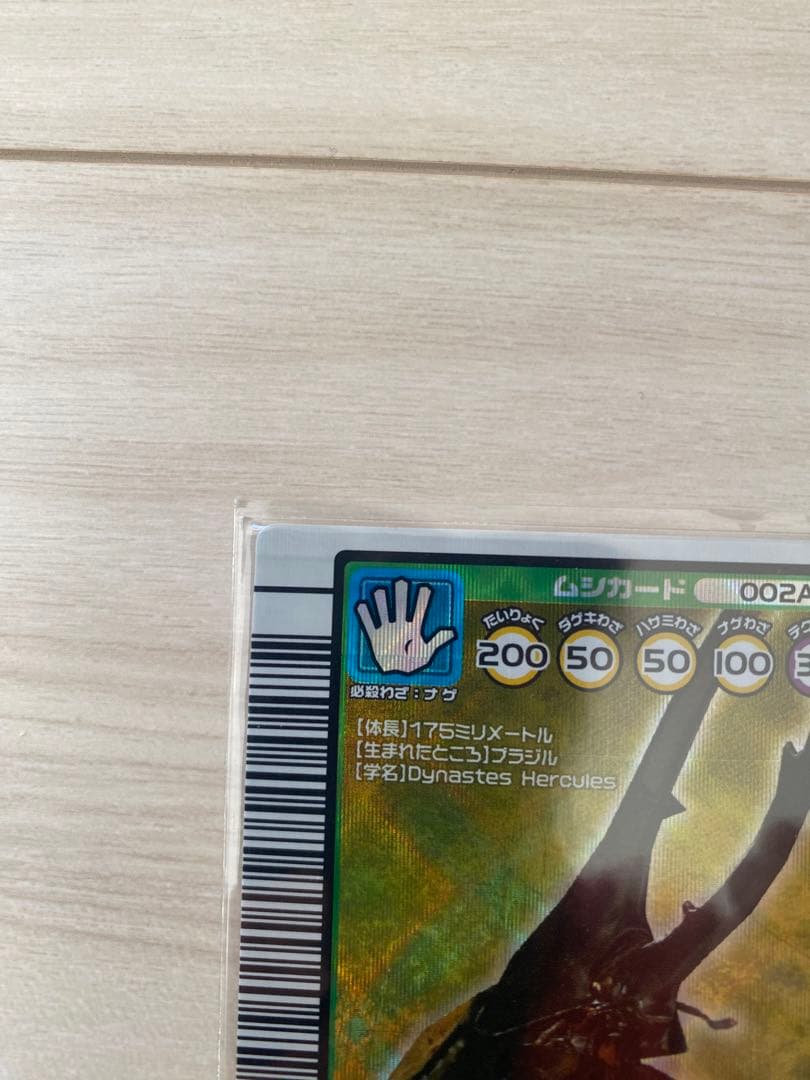 ムシカード 002A
たいりょく ダゲキわざ ハサミわざ ナゲわざ
200 50 50 100 3
必殺わざ:ナゲ
【体長】175ミリメートル
【生まれたところ】ブラジル
【学名】Dynastes Hercules